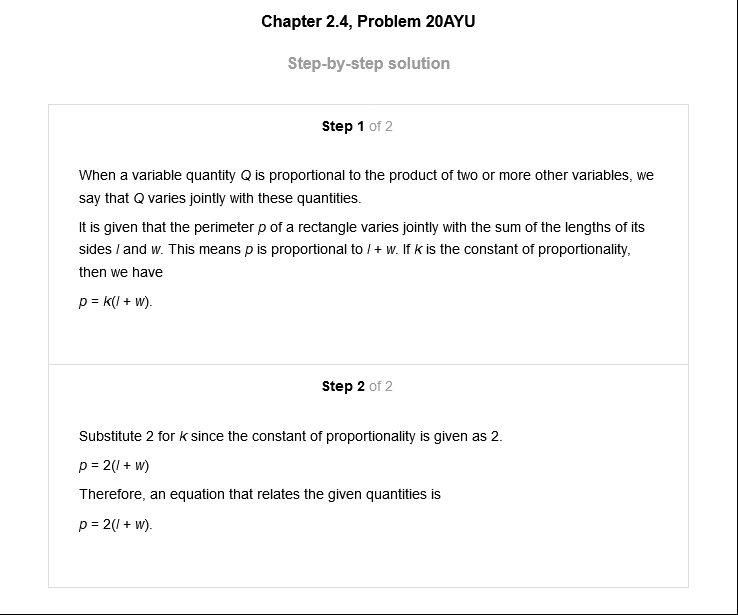 Chapter 2.4, Problem 20AYU
Step-by-step solution
Step 1 of 2
When a variable quantity Q is proportional to the product of two or more other variables, we
say that Q varies jointly with these quantities.
It is given that the perimeter p of a rectangle varies jointly with the sum of the lengths of its
sides l and w. This means p is proportional to l + w. If k is the constant of proportionality,
then we have
p = k(l + w).
Step 2 of 2
Substitute 2 for k since the constant of proportionality is given as 2.
p = 2(l + w)
Therefore, an equation that relates the given quantities is
p = 2(l + w).